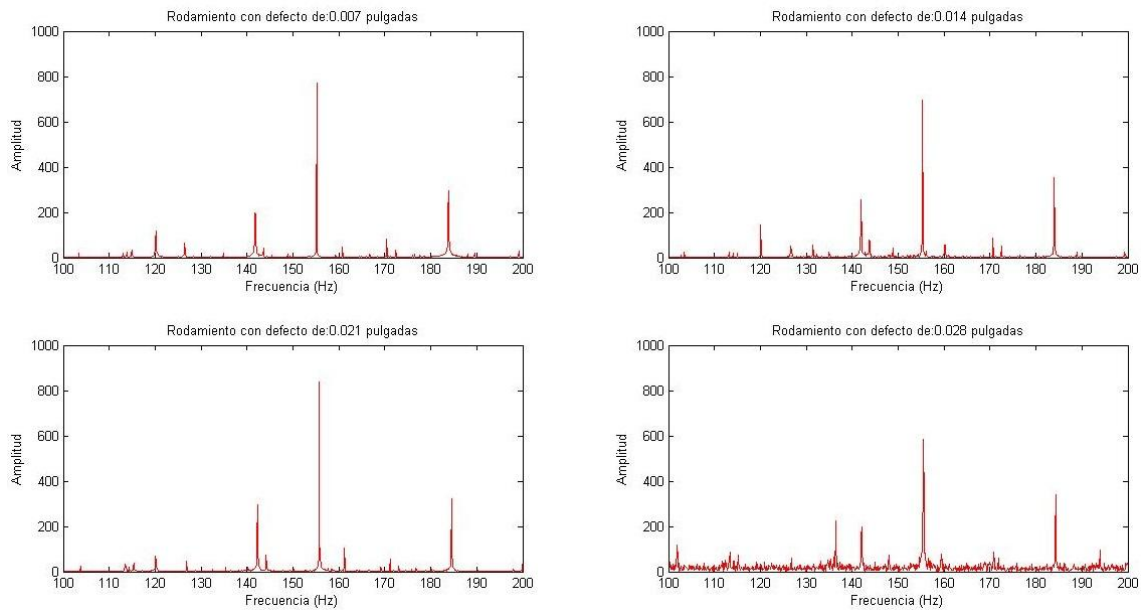 Rodamiento con defecto de:0.007 pulgadas
1000
800
600
400
200
0
Amplitud
100 110 120 130 140 150 160 170 180 190 200
Frecuencia (Hz)
Rodamiento con defecto de:0.014 pulgadas
1000
800
600
400
200
0
Amplitud
100 110 120 130 140 150 160 170 180 190 200
Frecuencia (Hz)
Rodamiento con defecto de:0.021 pulgadas
1000
800
600
400
200
0
Amplitud
100 110 120 130 140 150 160 170 180 190 200
Frecuencia (Hz)
Rodamiento con defecto de:0.028 pulgadas
1000
800
600
400
200
0
Amplitud
100 110 120 130 140 150 160 170 180 190 200
Frecuencia (Hz)